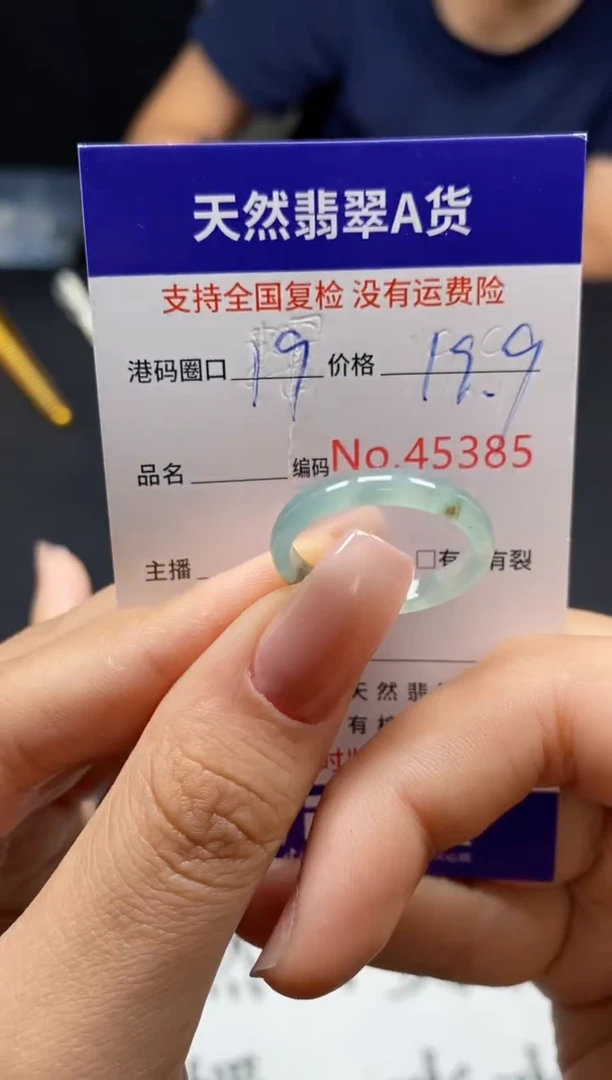 天然翡翠A货
支持全国复检 没有运费险
港码圈口 19 价格 19.9
品名 编码 No.45385
主播 □有 有裂
天然翡
有